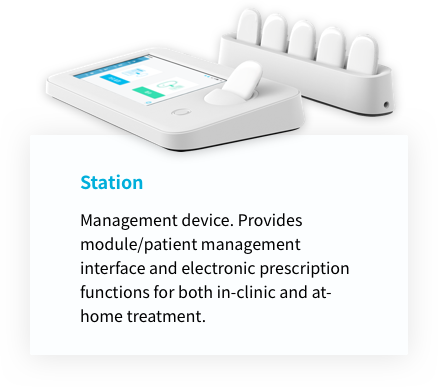 Station
Management device. Provides
module/patient management
interface and electronic prescription
functions for both in-clinic and at-
home treatment.